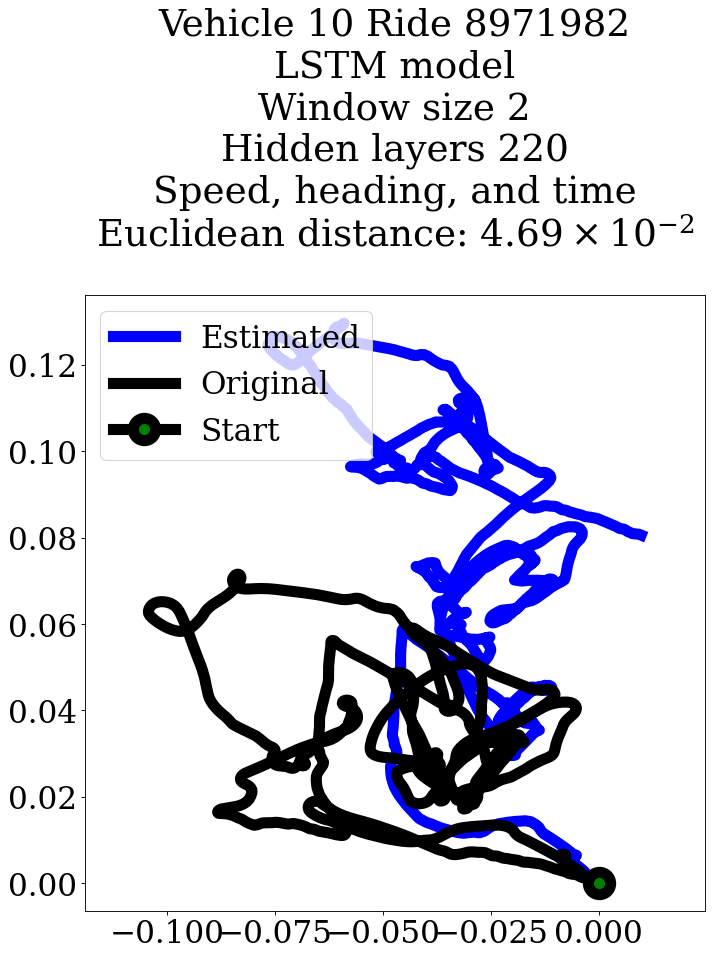 Vehicle 10 Ride 8971982
LSTM model
Window size 2
Hidden layers 220
Speed, heading, and time
Euclidean distance: 4.69 × 10⁻²
Estimated
Original
Start
0.12
0.10
0.08
0.06
0.04
0.02
0.00
−0.100 −0.075 −0.050 −0.025 0.000